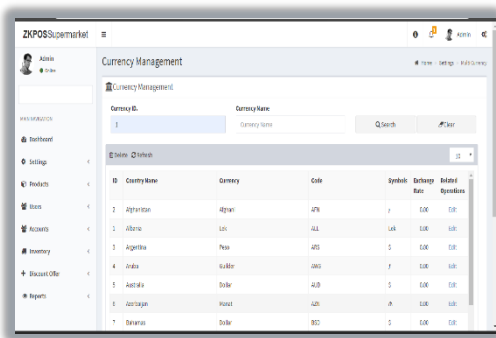 ZKPOSSupermarket
Admin
Admin
Online
Currency Management
Home - Settings - Multi Currency
Currency Management
Currency ID.
Currency Name
1
Currency Name
Search
Clear
MAIN NAVIGATION
Dashboard
Settings
Products
Users
Accounts
Inventory
Discount Offer
Reports
Delete Refresh
10
ID Country Name Currency Code Symbols Exchange Rate Related Operations
2 Afghanistan Afghani AFN 0.00 Edit
1 Albania Lek ALL Lek 0.00 Edit
3 Argentina Peso ARS $ 0.00 Edit
4 Aruba Guilder AWG ƒ 0.00 Edit
5 Australia Dollar AUD $ 0.00 Edit
6 Azerbaijan Manat AZN 0.00 Edit
7 Bahamas Dollar BSD $ 0.00 Edit